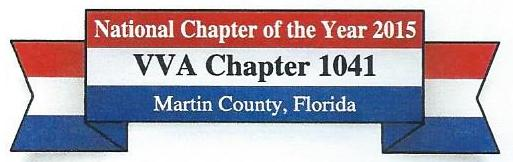 National Chapter of the Year 2015
VVA Chapter 1041
Martin County, Florida